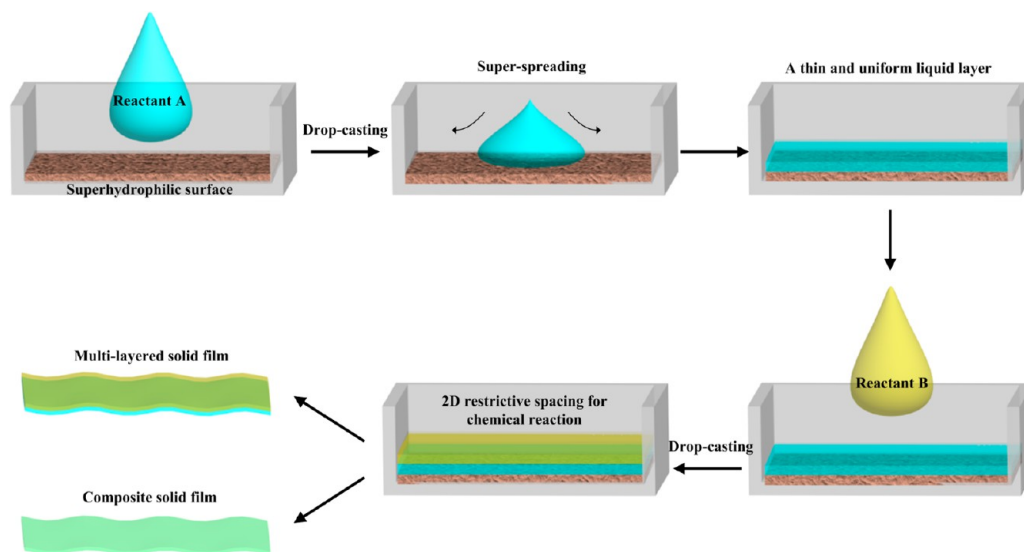 Reactant A
Superhydrophilic surface
Drop-casting
Super-spreading
A thin and uniform liquid layer
Reactant B
Drop-casting
2D restrictive spacing for
chemical reaction
Multi-layered solid film
Composite solid film